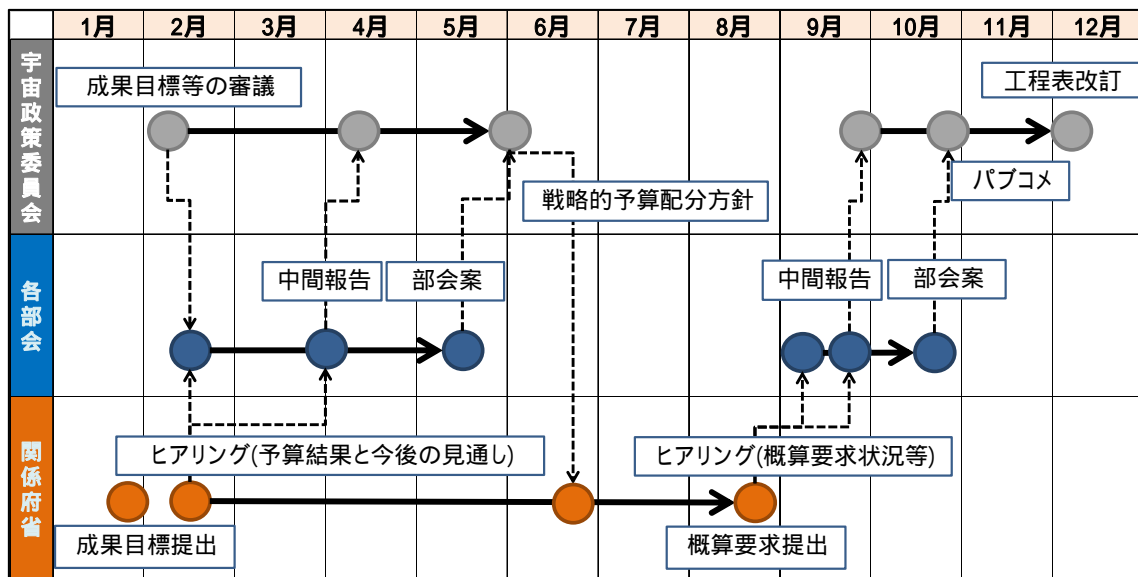 1月 2月 3月 4月 5月 6月 7月 8月 9月 10月 11月 12月
宇宙政策委員会
成果目標等の審議
工程表改訂
パブコメ
戦略的予算配分方針
各部会
中間報告
部会案
中間報告
部会案
関係府省
ヒアリング(予算結果と今後の見通し)
ヒアリング(概算要求状況等)
成果目標提出
概算要求提出